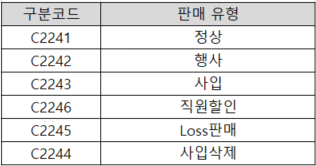 구분코드 판매 유형
C2241 정상
C2242 행사
C2243 사입
C2246 직원할인
C2245 Loss판매
C2244 사입삭제